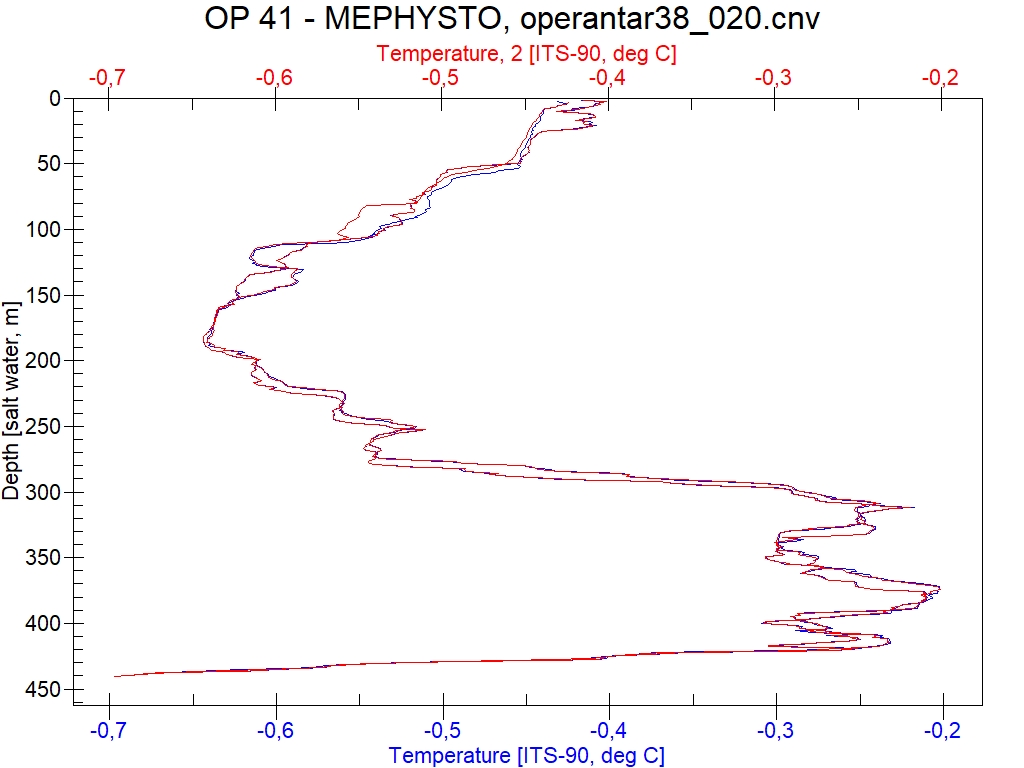 OP 41 - MEPHYSTO, operantar38_020.cnv
Temperature, 2 [ITS-90, deg C]
-0,7 -0,6 -0,5 -0,4 -0,3 -0,2
0
50
100
150
200
250
300
350
400
450
Depth [salt water, m]
-0,7 -0,6 -0,5 -0,4 -0,3 -0,2
Temperature [ITS-90, deg C]